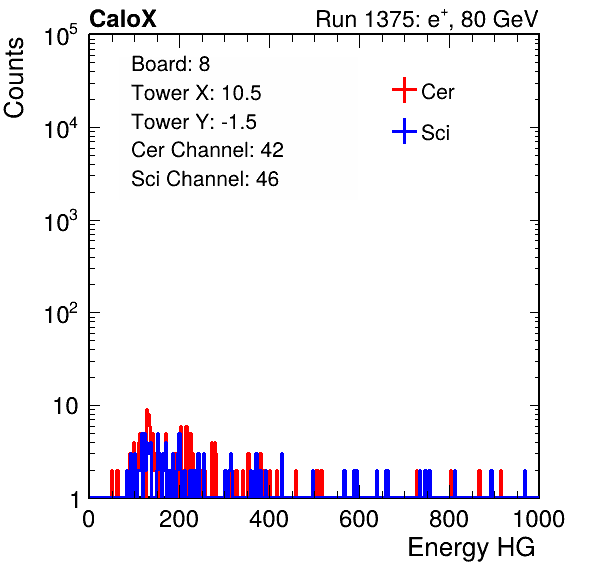 CaloX Run 1375: e+, 80 GeV
Counts
10^5
10^4
10^3
10^2
10
1
Board: 8
Tower X: 10.5
Tower Y: -1.5
Cer Channel: 42
Sci Channel: 46
Cer
Sci
0 200 400 600 800 1000
Energy HG